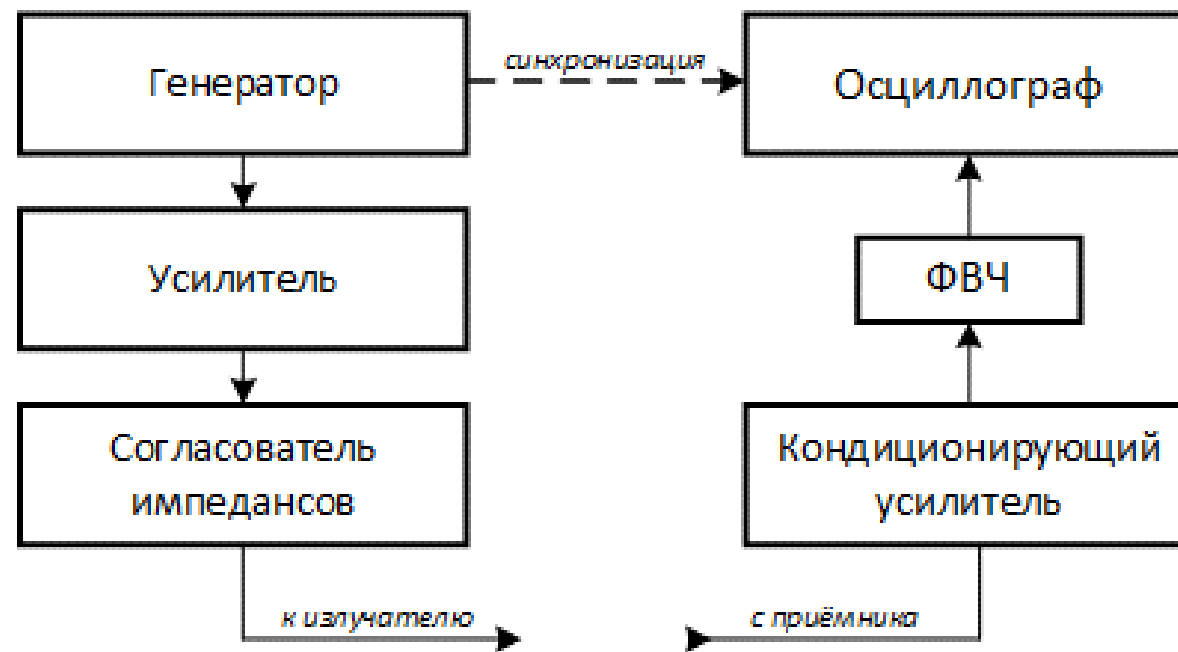 Генератор
синхронизация
Осциллограф
Усилитель
ФВЧ
Согласователь
импедансов
Кондиционирующий
усилитель
к излучателю
с приёмника